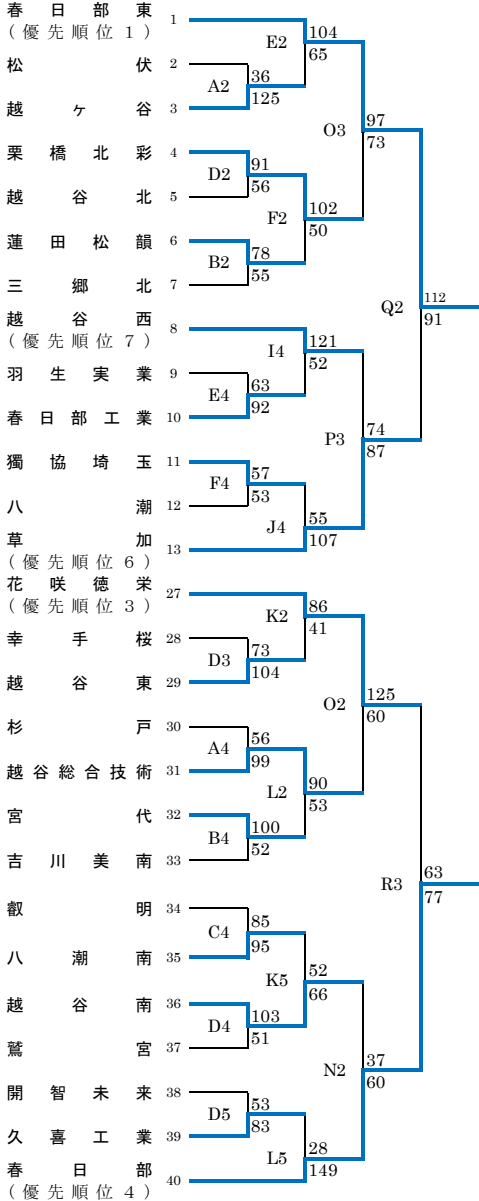 春日部東 1
(優先順位1)
E2 104 65
松伏 2
A2 36 125
越ヶ谷 3
O3 97 73
栗橋北彩 4
D2 91 56
越谷北 5
F2 102 50
蓮田松韻 6
B2 78 55
三郷北 7
Q2 112 91
越谷西 8
(優先順位7)
I4 121 52
羽生実業 9
E4 63 92
春日部工業 10
P3 74 87
獨協埼玉 11
F4 57 53
八潮 12
J4 55 107
草加 13
(優先順位6)
花咲徳栄 27
(優先順位3)
K2 86 41
幸手桜 28
D3 73 104
越谷東 29
O2 125 60
杉戸 30
A4 56 99
越谷総合技術 31
L2 90 53
宮代 32
B4 100 52
吉川美南 33
R3 63 77
叡明 34
C4 85 95
八潮南 35
K5 52 66
越谷南 36
D4 103 51
鷲宮 37
N2 37 60
開智未来 38
D5 53 83
久喜工業 39
L5 28 149
春日部 40
(優先順位4)